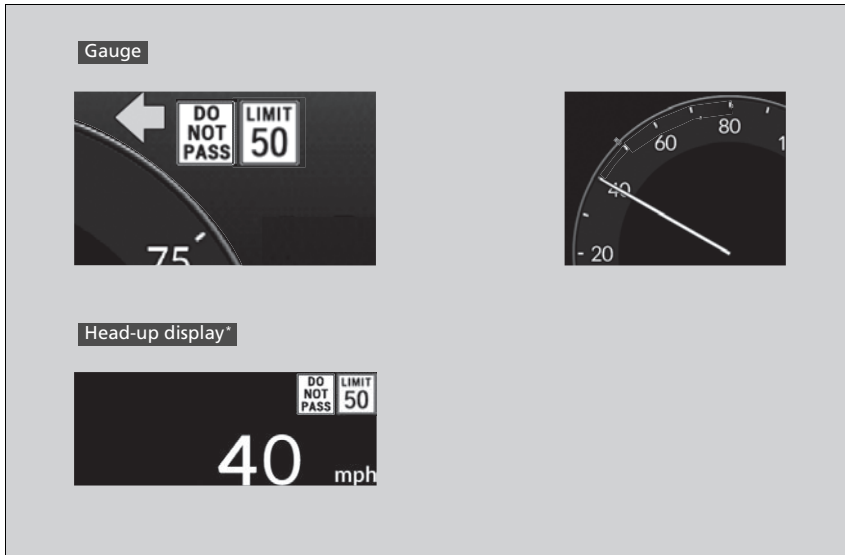 Gauge
DO
NOT
PASS
LIMIT
50
75
20
40
60
80
1
Head-up display*
DO
NOT
PASS
LIMIT
50
40 mph